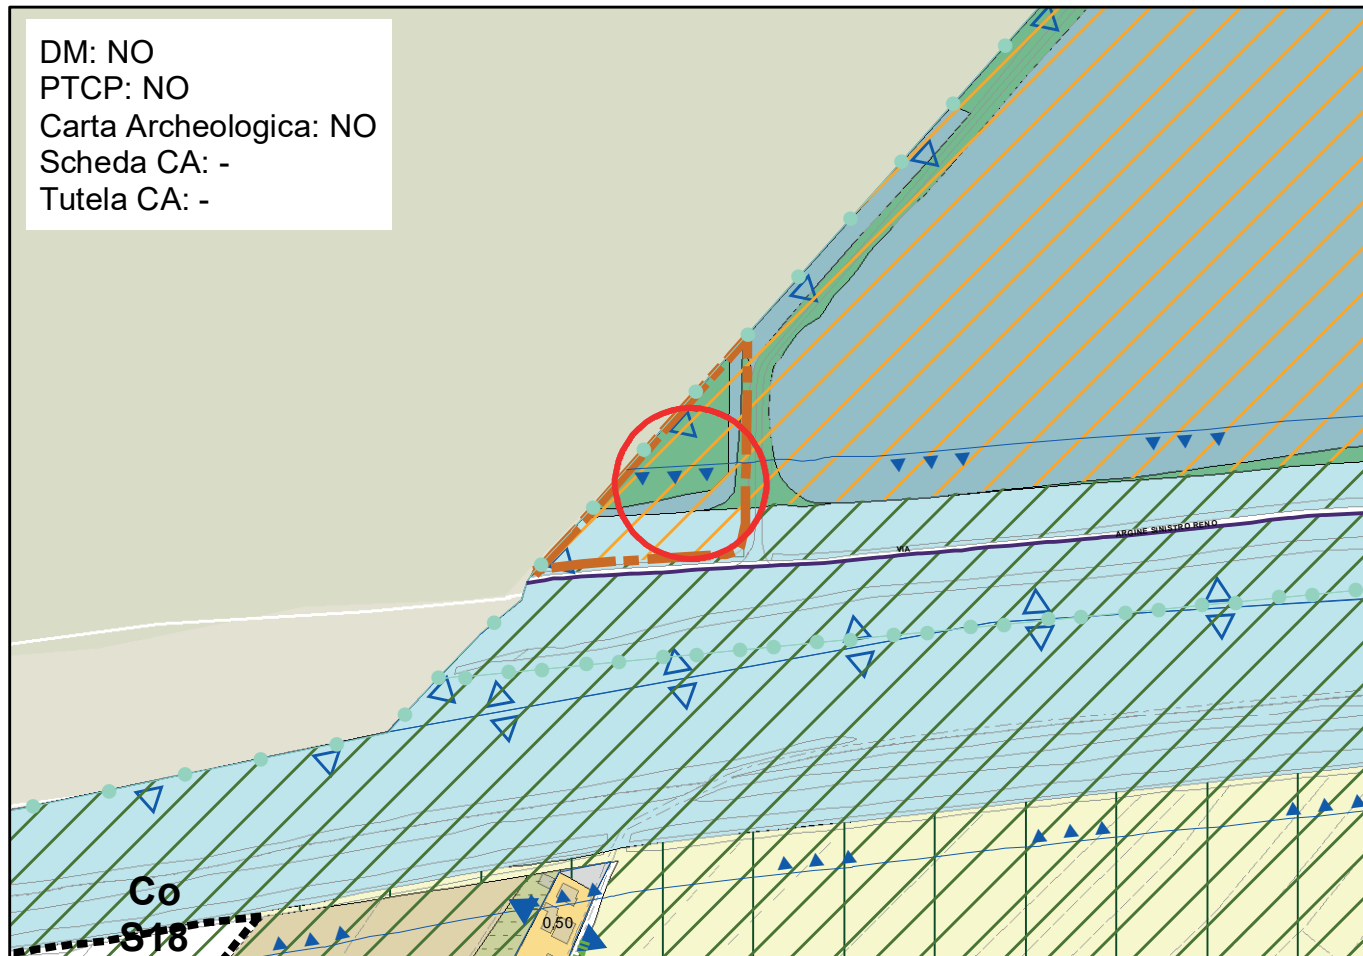 DM: NO
PTCP: NO
Carta Archeologica: NO
Scheda CA: -
Tutela CA: -
VIA
ARGINE SINISTRO RENO
Co
S18
0,50